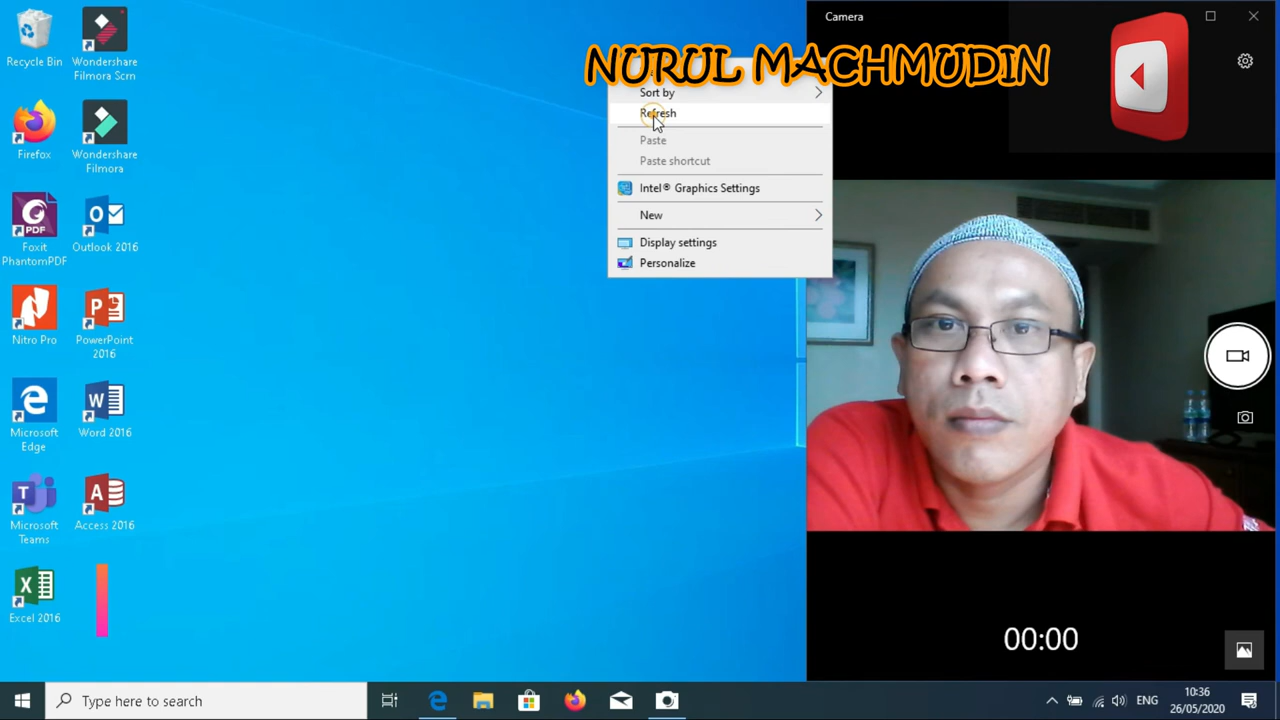 Camera
NURUL MACHMUDIN
Sort by
Refresh
Paste
Paste shortcut
Intel® Graphics Settings
New
Display settings
Personalize
Recycle Bin
Wondershare
Filmora Scrn
Firefox
Wondershare
Filmora
PDF
Foxit
PhantomPDF
Outlook 2016
Nitro Pro
PowerPoint
2016
Microsoft
Edge
Word 2016
Microsoft
Teams
Access 2016
Excel 2016
00:00
Type here to search
ENG
10:36
26/05/2020